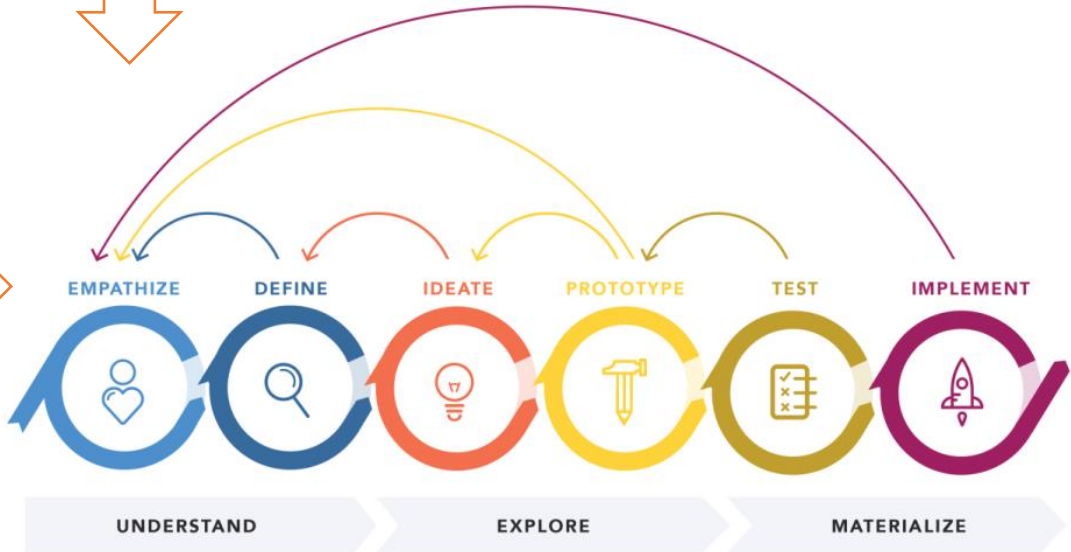 EMPATHIZE DEFINE IDEATE PROTOTYPE TEST IMPLEMENT
UNDERSTAND EXPLORE MATERIALIZE